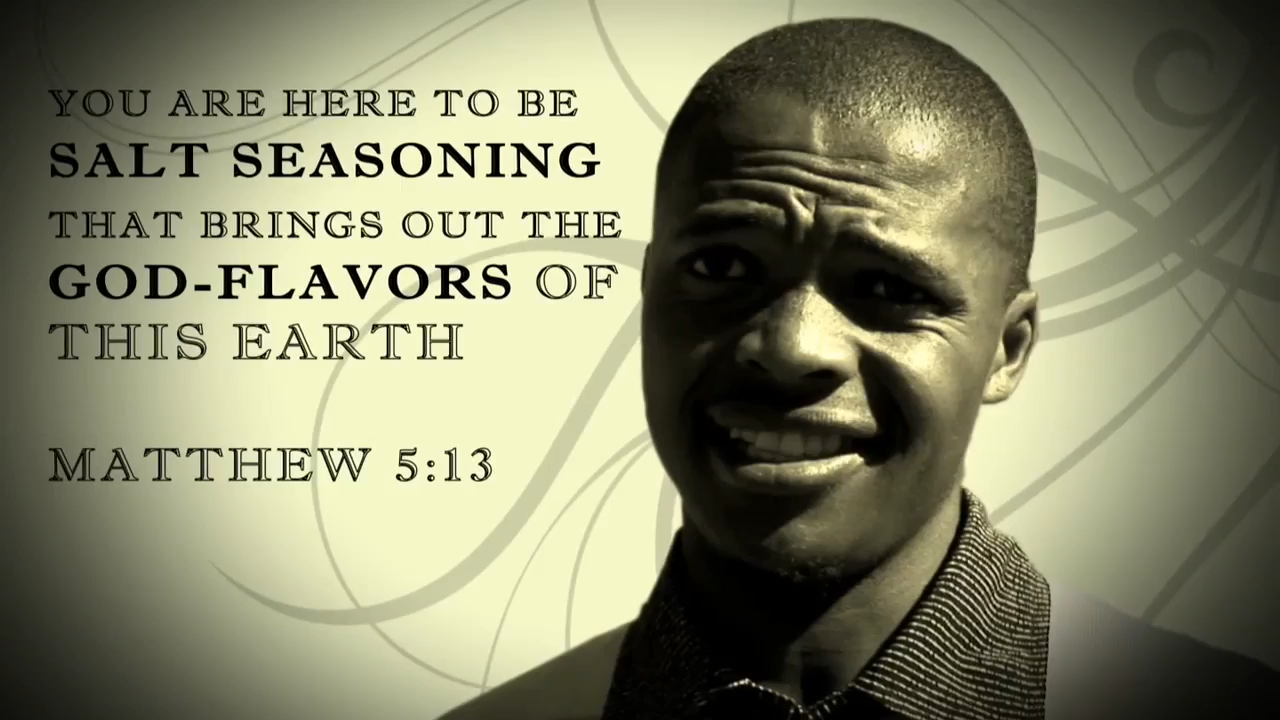 YOU ARE HERE TO BE
SALT SEASONING
THAT BRINGS OUT THE
GOD-FLAVORS OF
THIS EARTH
MATTHEW 5:13